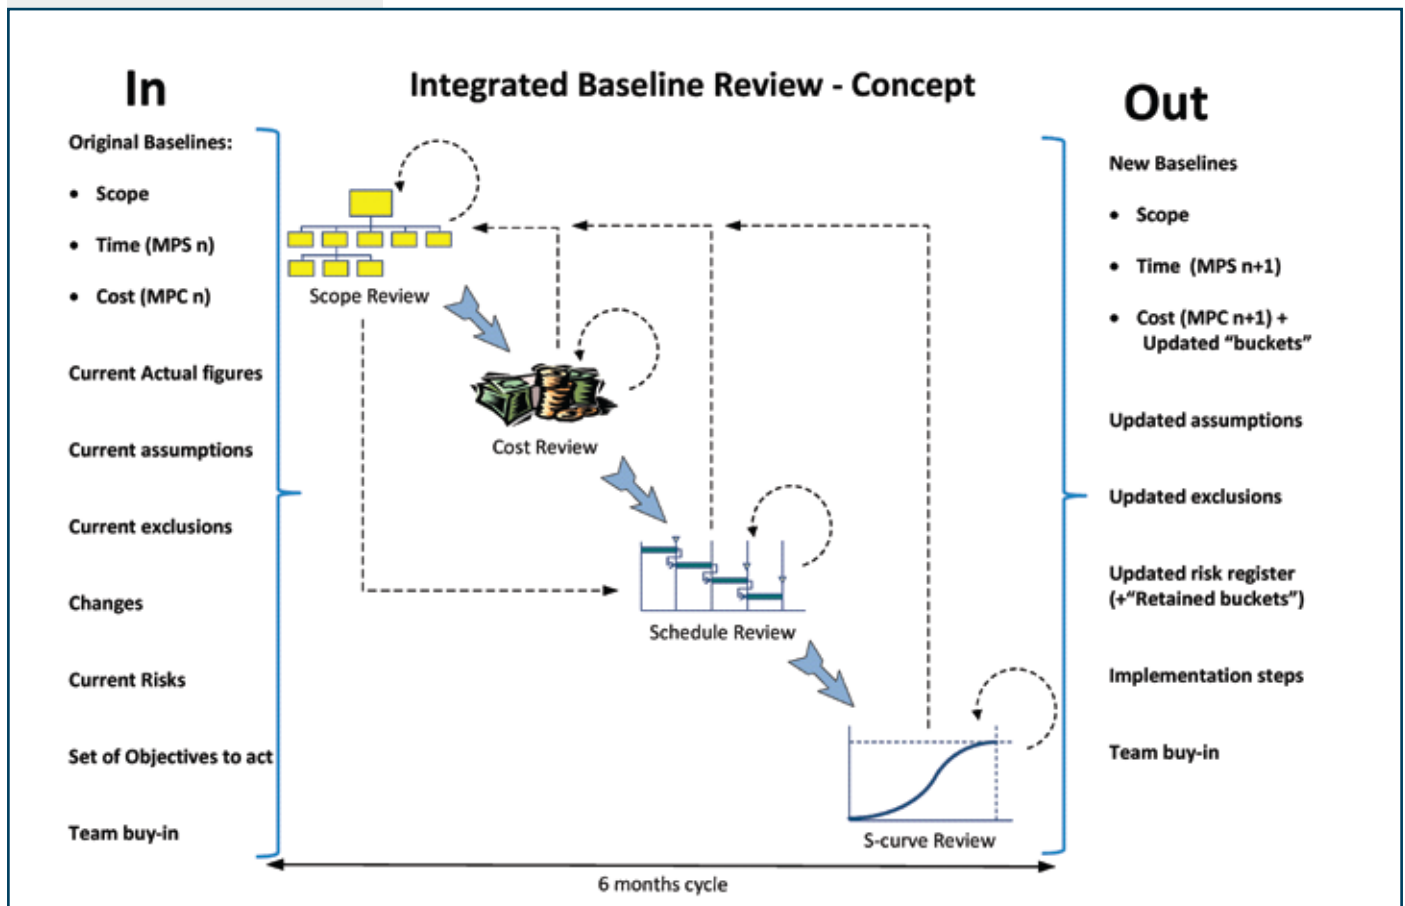 Integrated Baseline Review - Concept
In
Original Baselines:
• Scope
• Time (MPS n)
• Cost (MPC n)
Current Actual figures
Current assumptions
Current exclusions
Changes
Current Risks
Set of Objectives to act
Team buy-in
Scope Review
Cost Review
Schedule Review
S-curve Review
6 months cycle
Out
New Baselines
• Scope
• Time (MPS n+1)
• Cost (MPC n+1) +
Updated “buckets”
Updated assumptions
Updated exclusions
Updated risk register
(+“Retained buckets”)
Implementation steps
Team buy-in